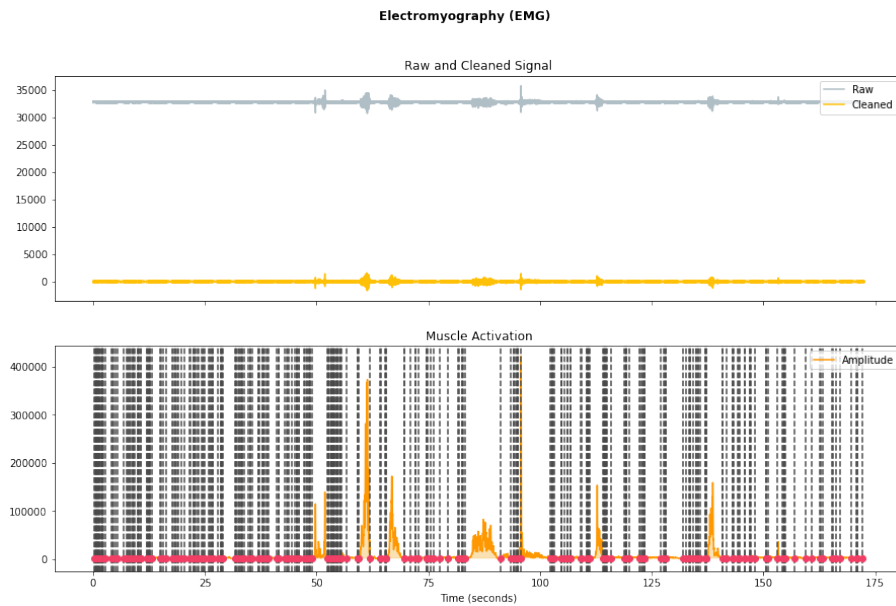 Electromyography (EMG)
Raw and Cleaned Signal
35000
30000
25000
20000
15000
10000
5000
0
Raw
Cleaned
Muscle Activation
400000
300000
200000
100000
0
Amplitude
0 25 50 75 100 125 150 175
Time (seconds)